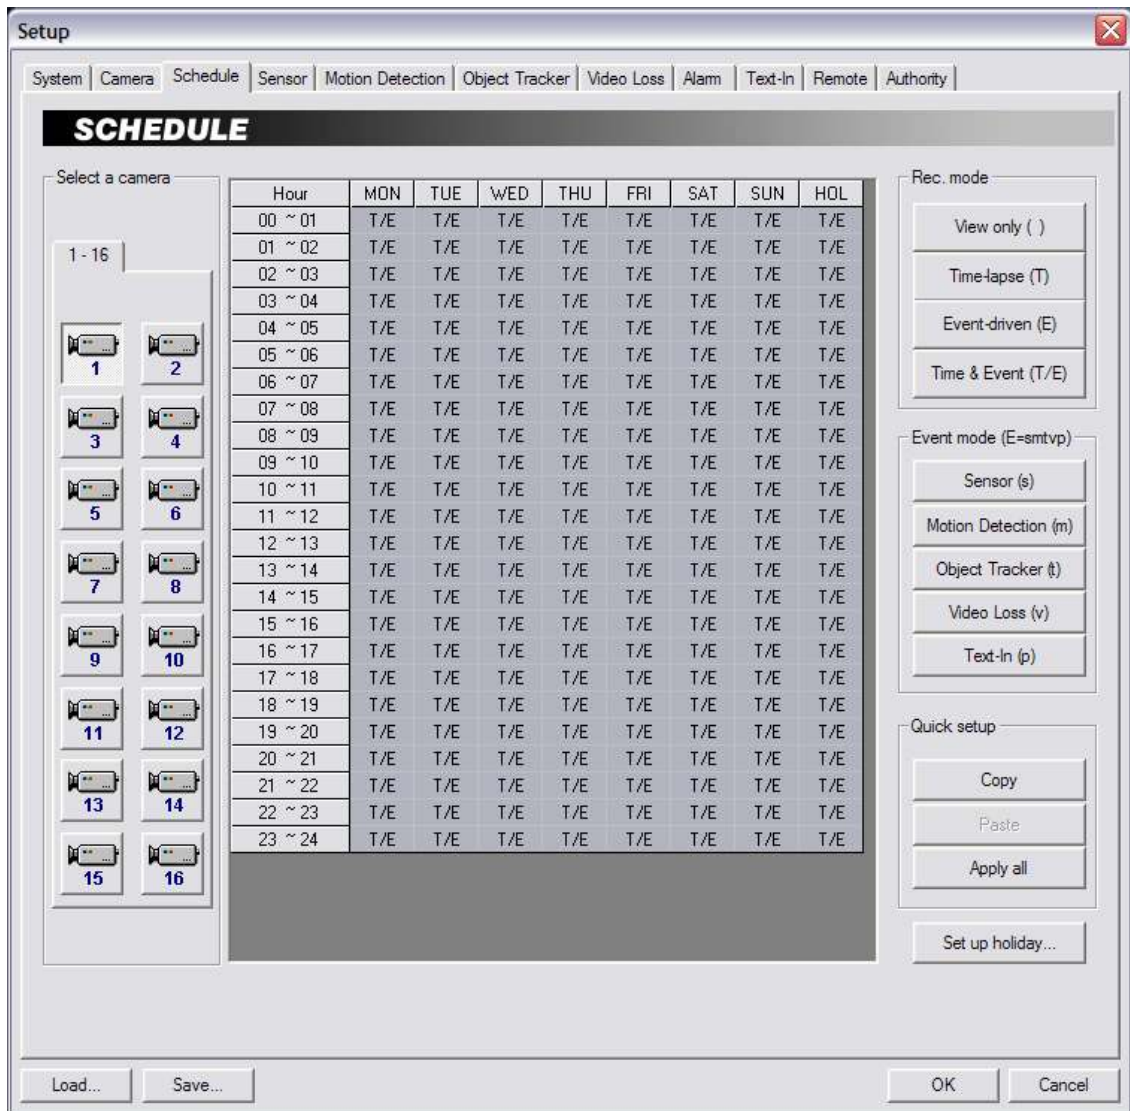 Setup
System Camera Schedule Sensor Motion Detection Object Tracker Video Loss Alarm Text-In Remote Authority
SCHEDULE
Select a camera
1 - 16
1 2
3 4
5 6
7 8
9 10
11 12
13 14
15 16
Hour MON TUE WED THU FRI SAT SUN HOL
00 ~ 01 T/E T/E T/E T/E T/E T/E T/E T/E
01 ~ 02 T/E T/E T/E T/E T/E T/E T/E T/E
02 ~ 03 T/E T/E T/E T/E T/E T/E T/E T/E
03 ~ 04 T/E T/E T/E T/E T/E T/E T/E T/E
04 ~ 05 T/E T/E T/E T/E T/E T/E T/E T/E
05 ~ 06 T/E T/E T/E T/E T/E T/E T/E T/E
06 ~ 07 T/E T/E T/E T/E T/E T/E T/E T/E
07 ~ 08 T/E T/E T/E T/E T/E T/E T/E T/E
08 ~ 09 T/E T/E T/E T/E T/E T/E T/E T/E
09 ~ 10 T/E T/E T/E T/E T/E T/E T/E T/E
10 ~ 11 T/E T/E T/E T/E T/E T/E T/E T/E
11 ~ 12 T/E T/E T/E T/E T/E T/E T/E T/E
12 ~ 13 T/E T/E T/E T/E T/E T/E T/E T/E
13 ~ 14 T/E T/E T/E T/E T/E T/E T/E T/E
14 ~ 15 T/E T/E T/E T/E T/E T/E T/E T/E
15 ~ 16 T/E T/E T/E T/E T/E T/E T/E T/E
16 ~ 17 T/E T/E T/E T/E T/E T/E T/E T/E
17 ~ 18 T/E T/E T/E T/E T/E T/E T/E T/E
18 ~ 19 T/E T/E T/E T/E T/E T/E T/E T/E
19 ~ 20 T/E T/E T/E T/E T/E T/E T/E T/E
20 ~ 21 T/E T/E T/E T/E T/E T/E T/E T/E
21 ~ 22 T/E T/E T/E T/E T/E T/E T/E T/E
22 ~ 23 T/E T/E T/E T/E T/E T/E T/E T/E
23 ~ 24 T/E T/E T/E T/E T/E T/E T/E T/E
Rec. mode
View only ( )
Time-lapse (T)
Event-driven (E)
Time & Event (T/E)
Event mode (E=smtvp)
Sensor (s)
Motion Detection (m)
Object Tracker (t)
Video Loss (v)
Text-In (p)
Quick setup
Copy
Paste
Apply all
Set up holiday...
Load... Save... OK Cancel